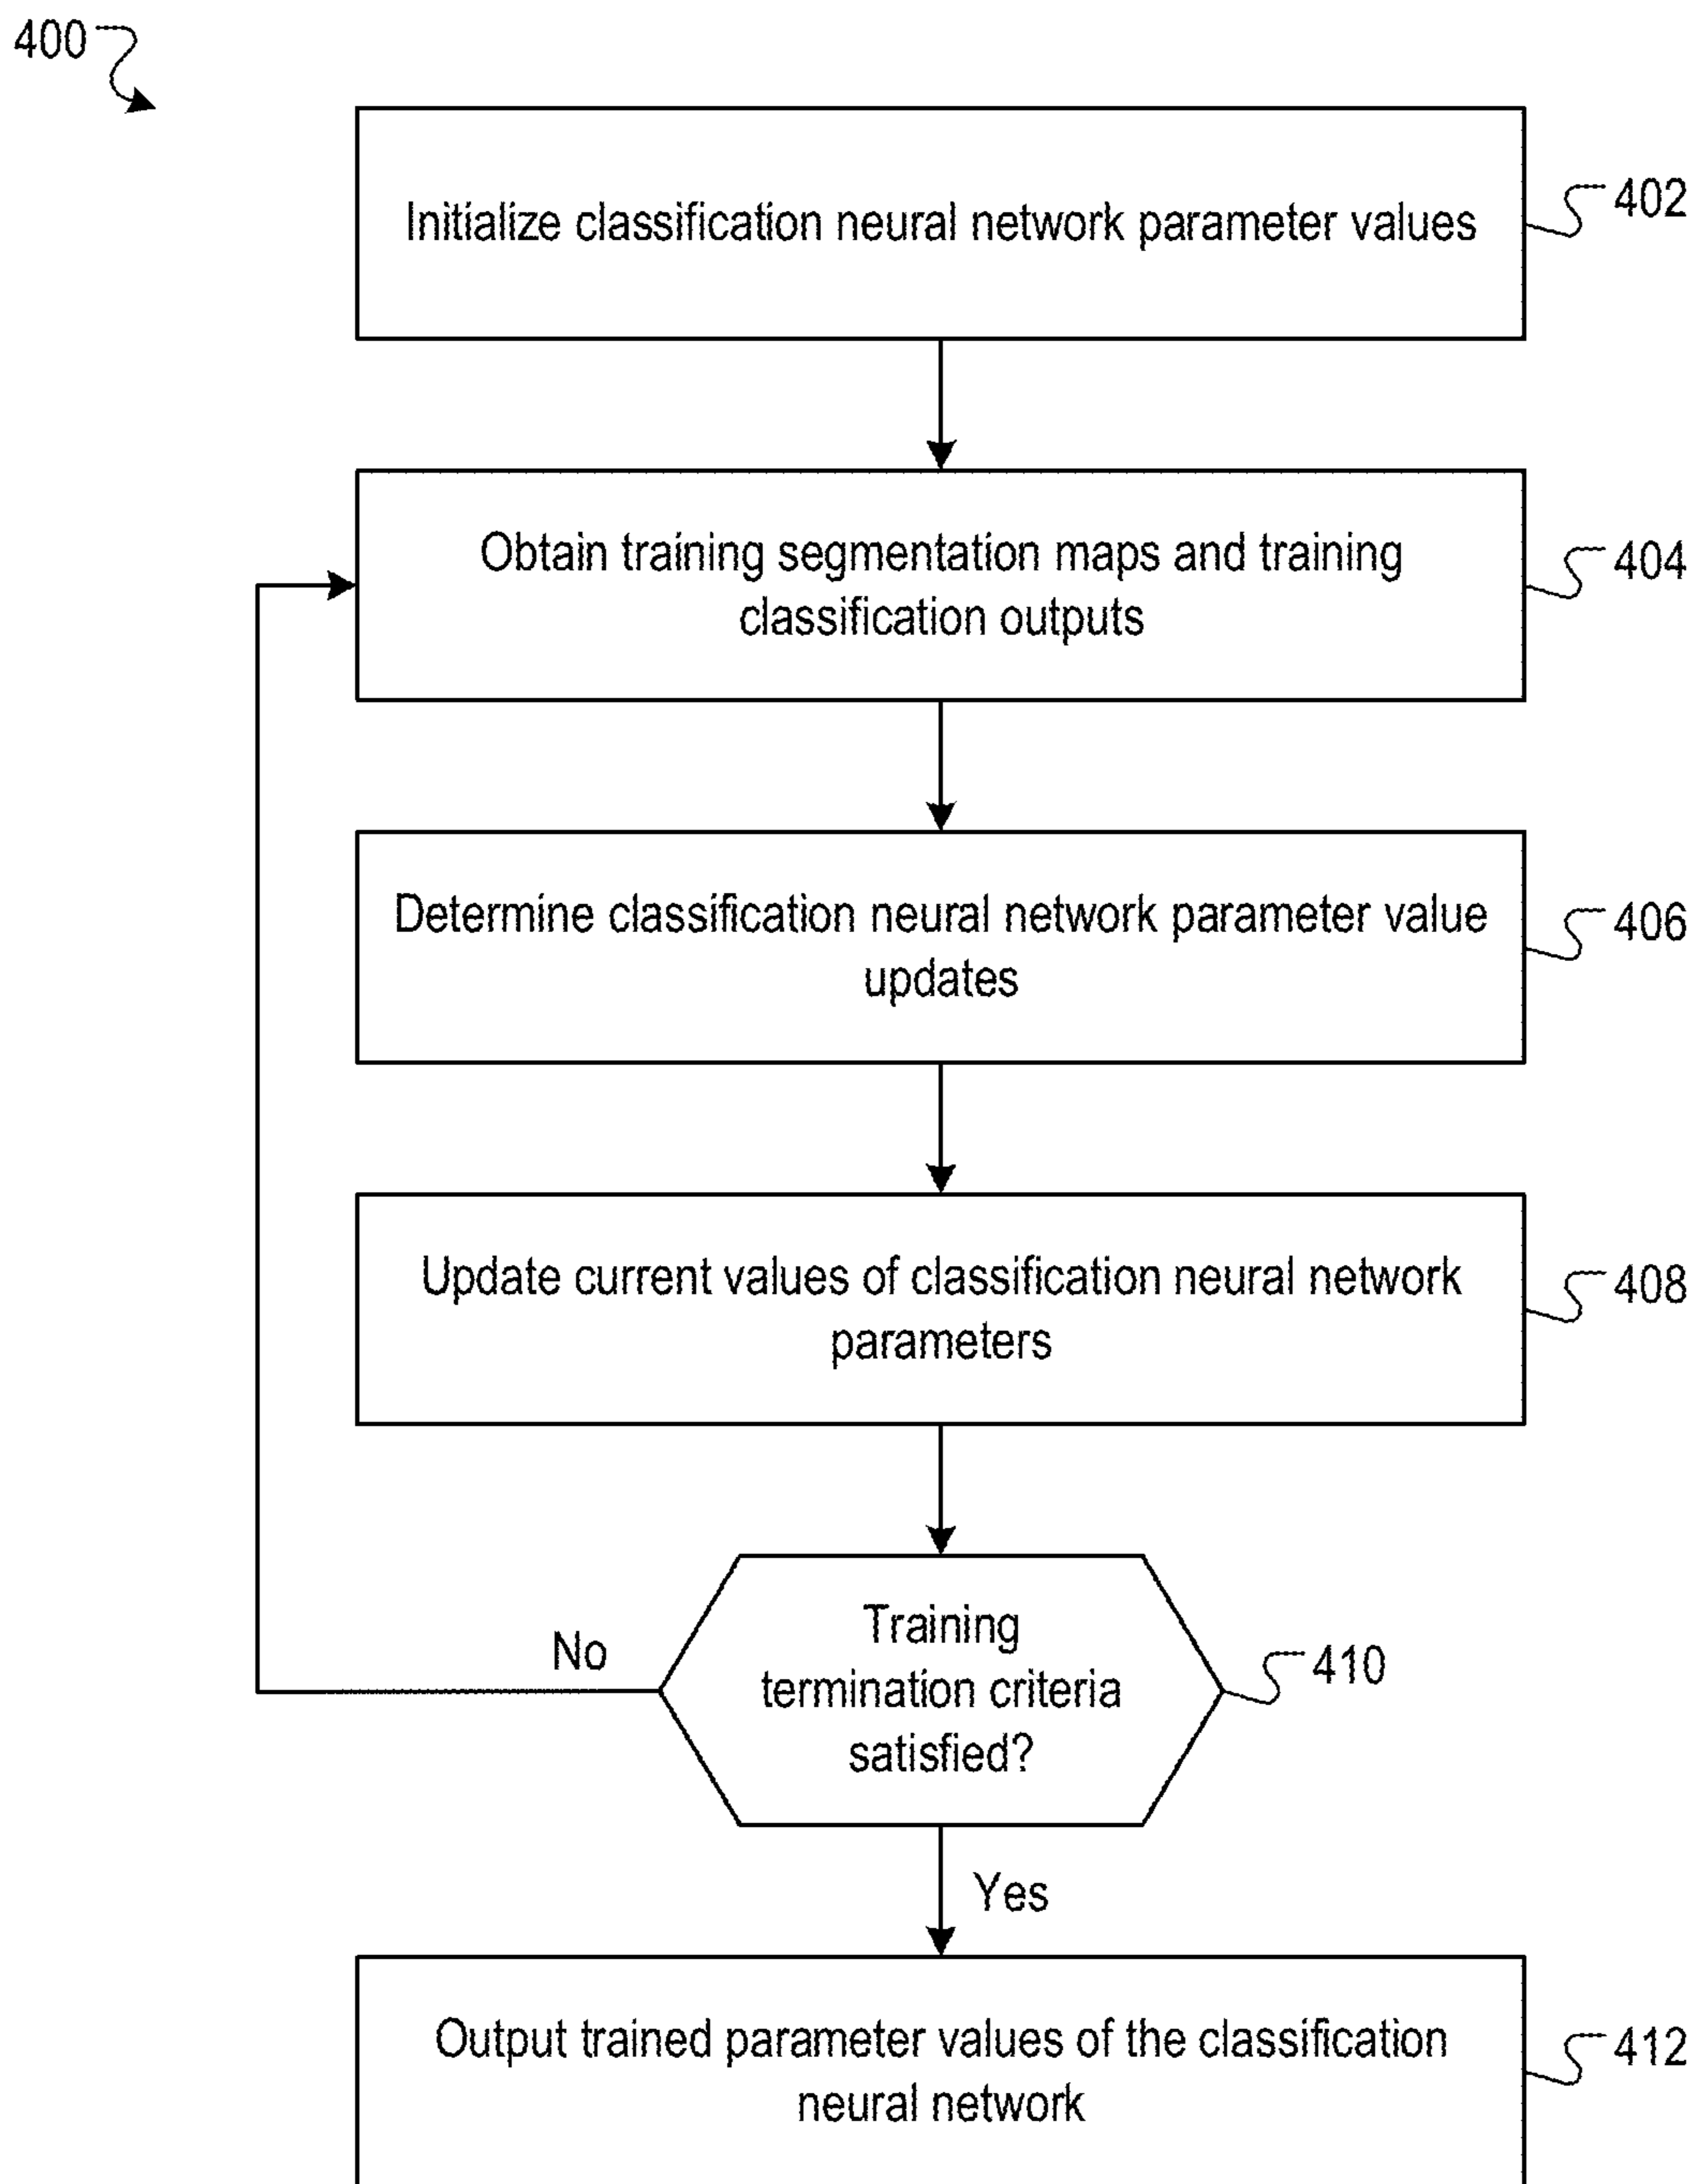 400
Initialize classification neural network parameter values
402
Obtain training segmentation maps and training
classification outputs
404
Determine classification neural network parameter value
updates
406
Update current values of classification neural network
parameters
408
Training
termination criteria
satisfied?
410
No
Yes
Output trained parameter values of the classification
neural network
412